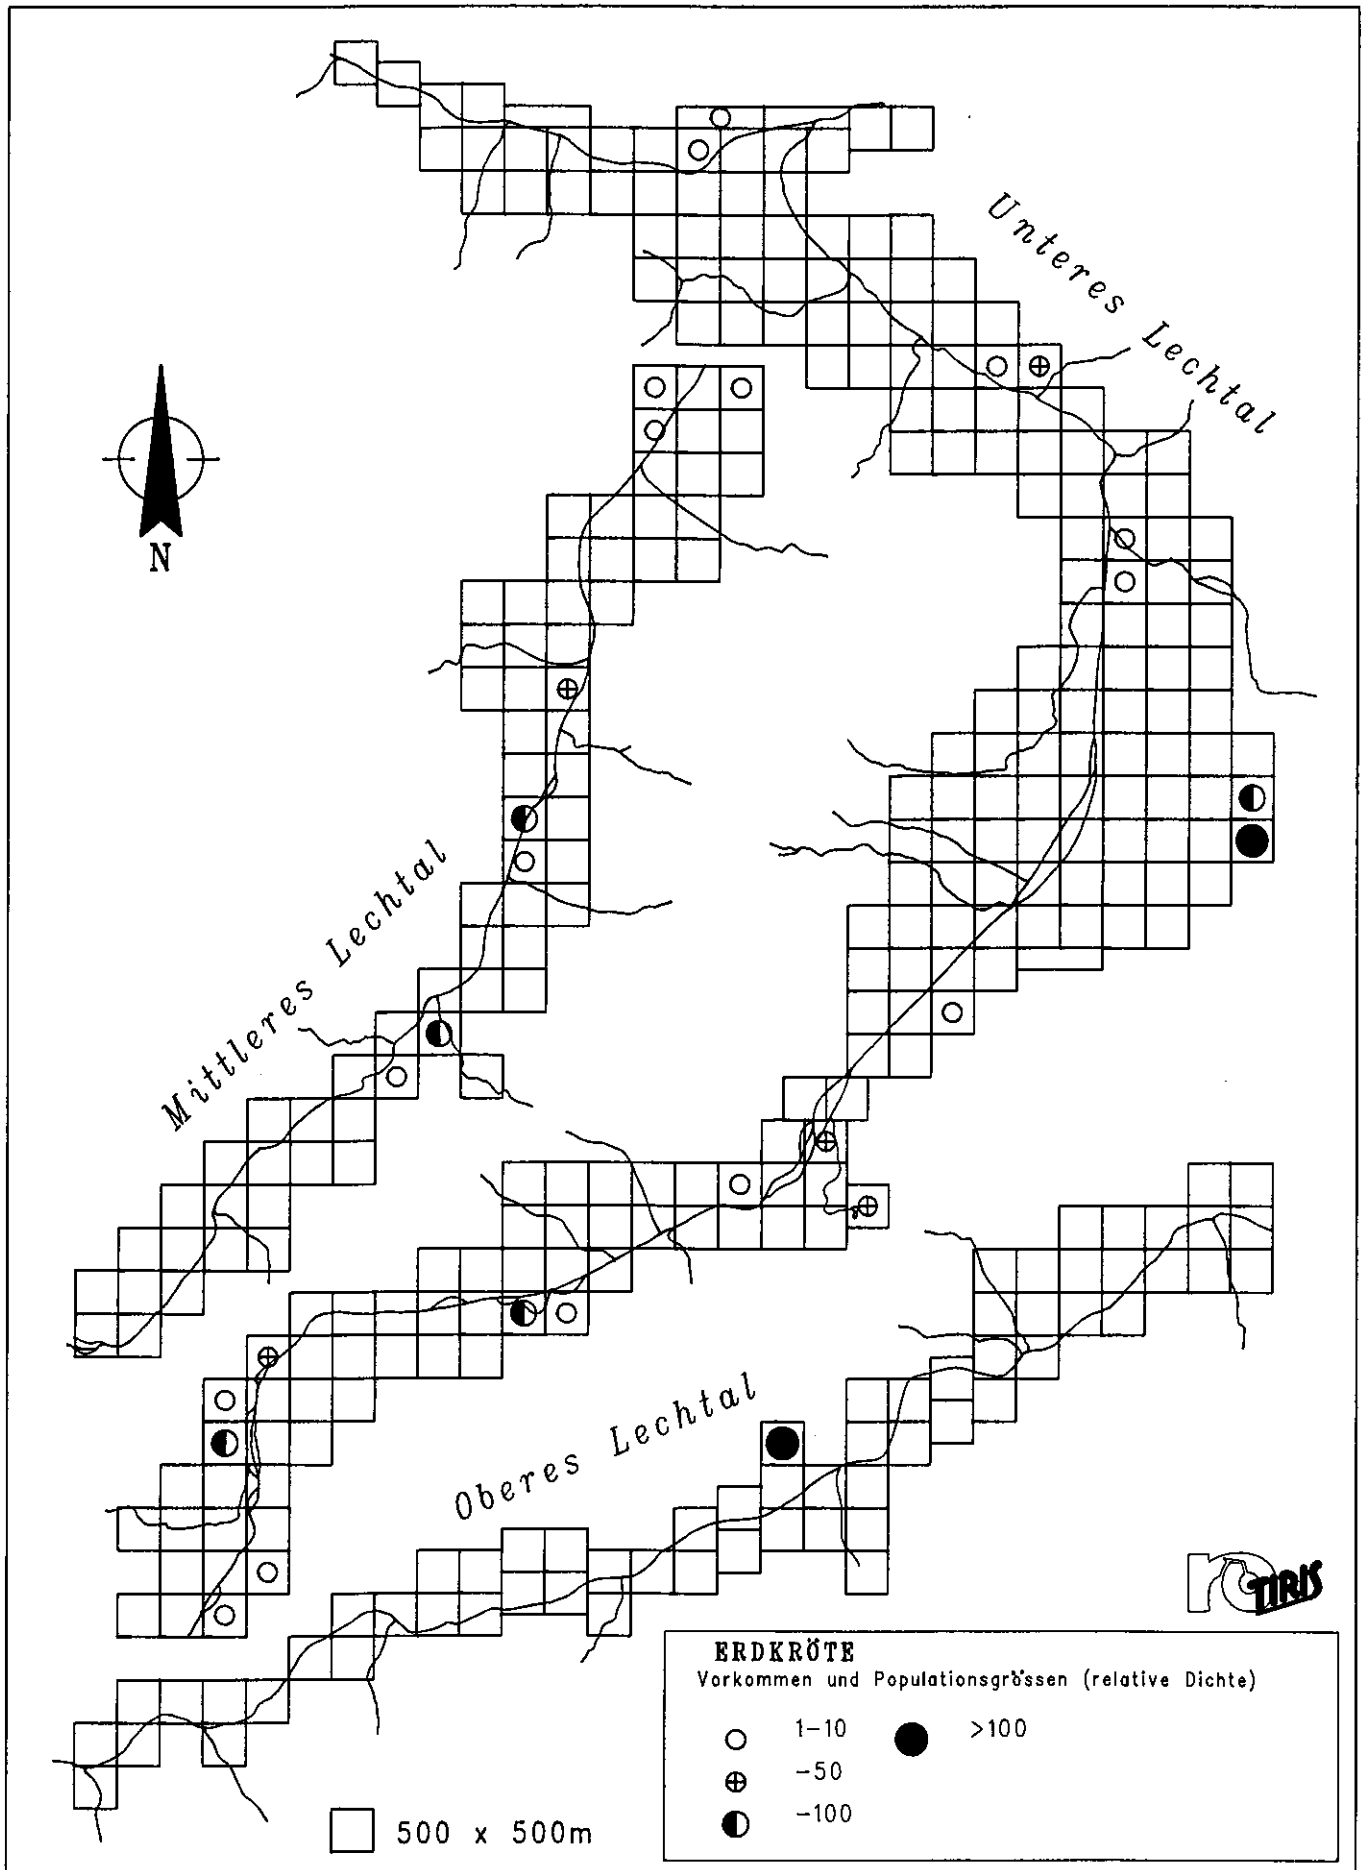 Unteres Lechtal
N
Mittleres Lechtal
Oberes Lechtal
TIRIS
ERDKRÖTE
Vorkommen und Populationsgrössen (relative Dichte)
1-10
>100
-50
-100
500 x 500m